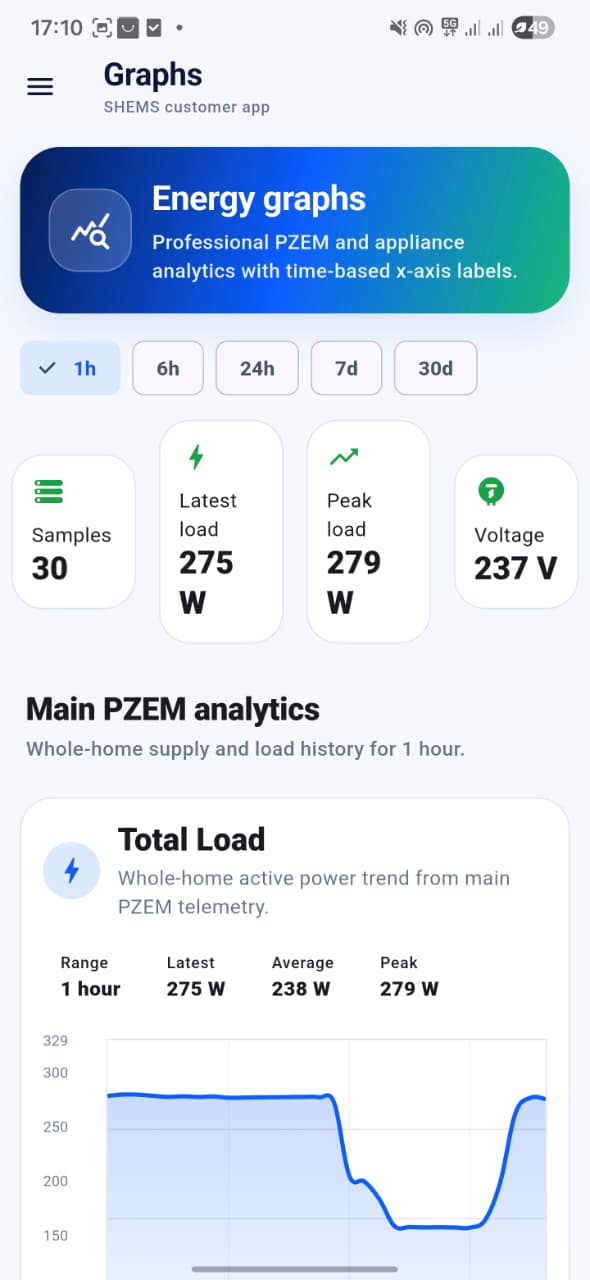 17:10
5G
49
Graphs
SHEMS customer app
Energy graphs
Professional PZEM and appliance
analytics with time-based x-axis labels.
1h
6h
24h
7d
30d
Samples
30
Latest
load
275
W
Peak
load
279
W
Voltage
237 V
Main PZEM analytics
Whole-home supply and load history for 1 hour.
Total Load
Whole-home active power trend from main
PZEM telemetry.
Range
1 hour
Latest
275 W
Average
238 W
Peak
279 W
329
300
250
200
150